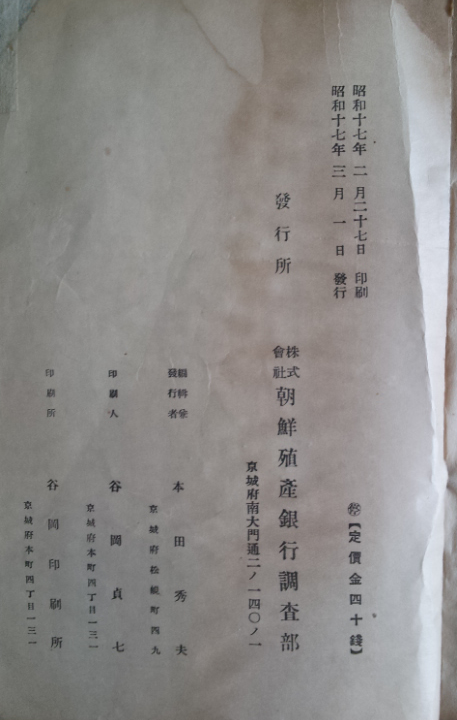 昭和十七年 二月二十七日 印刷
昭和十七年 三月一日 發行
【定價金四十錢】
發行所 株式會社 朝鮮殖產銀行調査部
京城府南大門通二ノ一四〇ノ一
編輯兼發行者 本田秀夫
京城府松峴町四九
印刷人 谷岡貞七
京城府本町四丁目一三一
印刷所 谷岡印刷所
京城府本町四丁目一三一